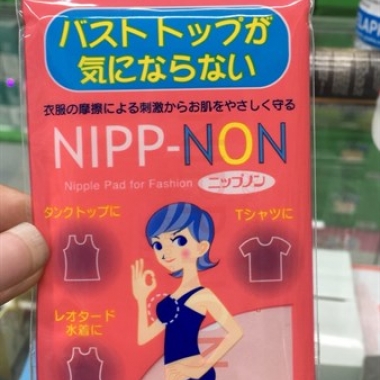 バストトップが
気にならない
衣服の摩擦による刺激からお肌をやさしく守る
NIPP-NON
Nipple Pad for Fashion ニップノン
タンクトップに
Tシャツに
レオタード
水着に